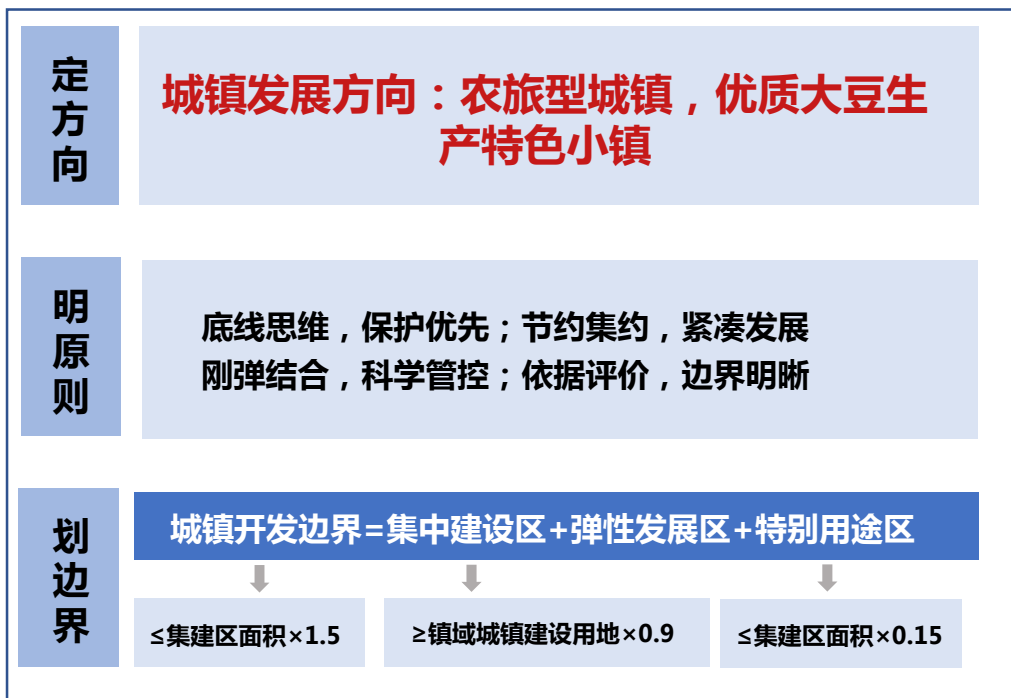 定方向
城镇发展方向：农旅型城镇，优质大豆生
产特色小镇
明原则
底线思维，保护优先；节约集约，紧凑发展
刚弹结合，科学管控；依据评价，边界明晰
划边界
城镇开发边界=集中建设区+弹性发展区+特别用途区
≤集建区面积×1.5
≥镇域城镇建设用地×0.9
≤集建区面积×0.15